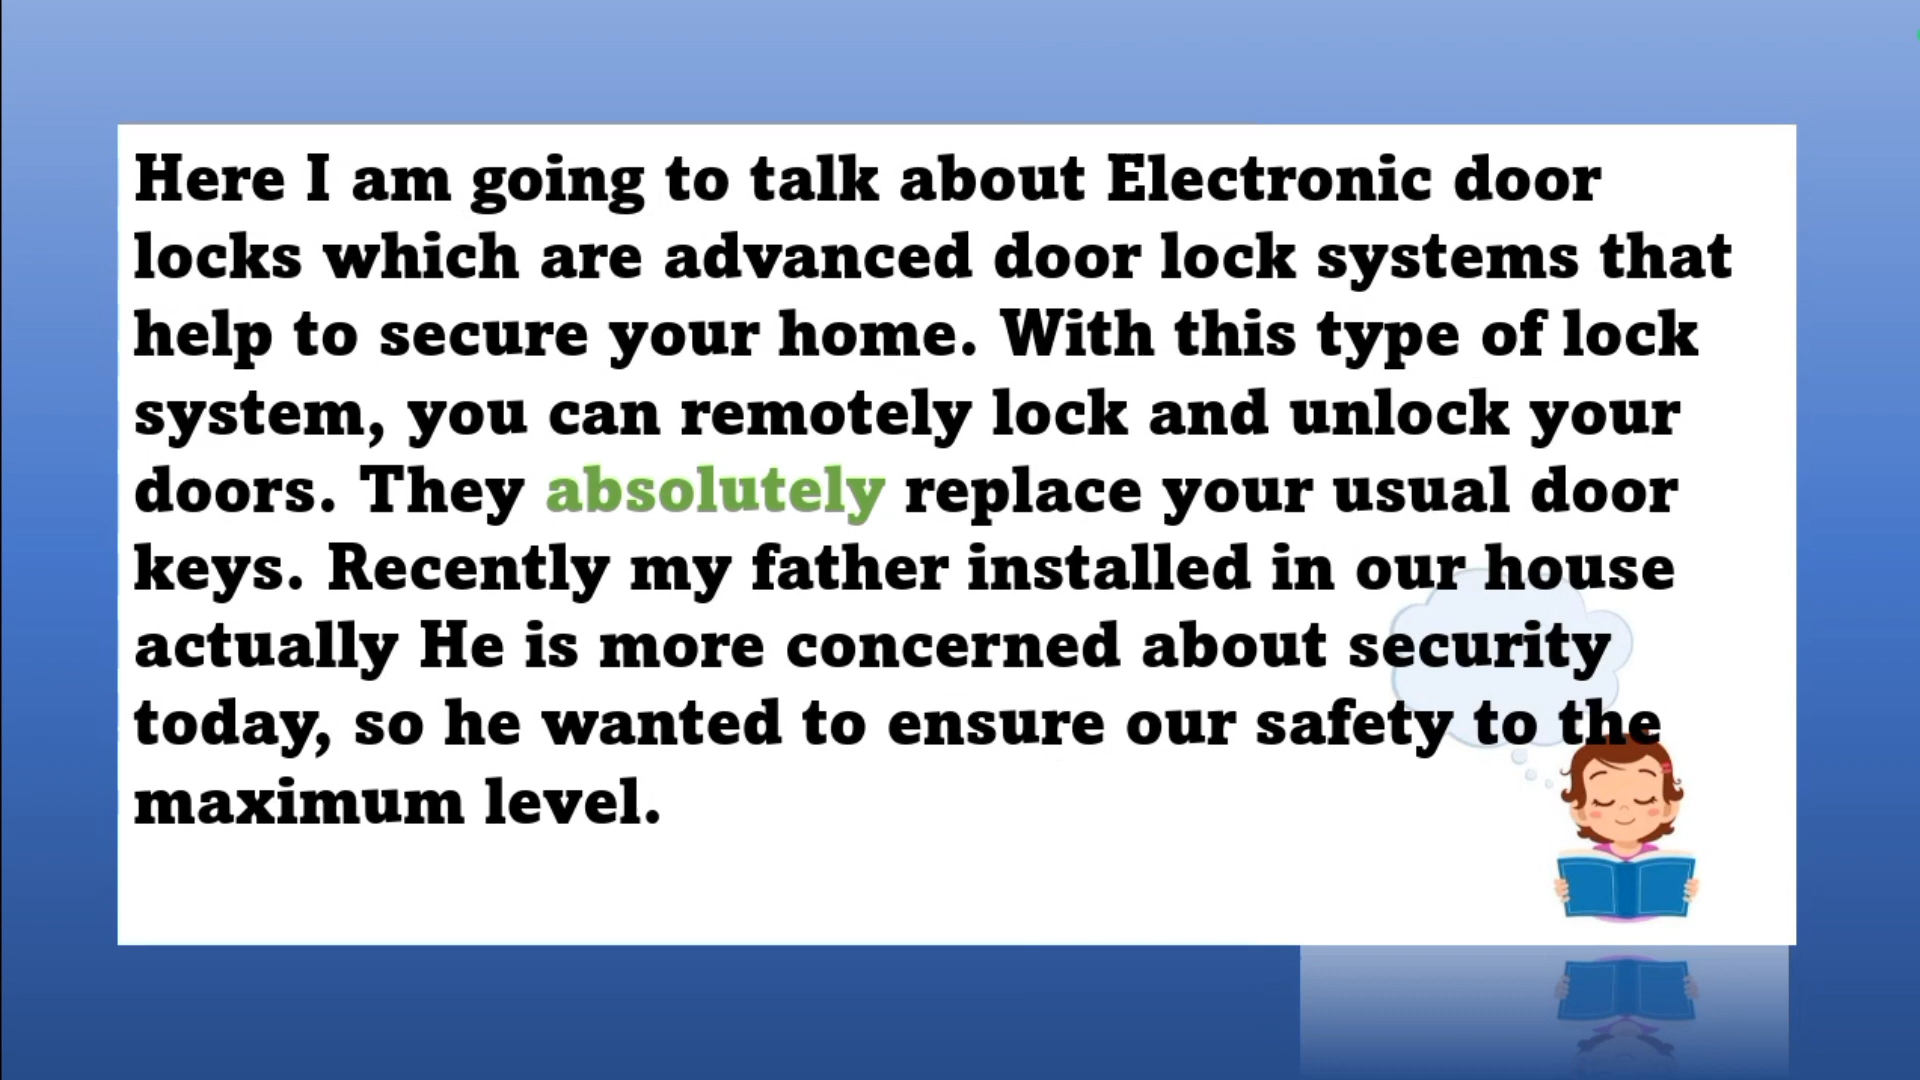 Here I am going to talk about Electronic door
locks which are advanced door lock systems that
help to secure your home. With this type of lock
system, you can remotely lock and unlock your
doors. They absolutely replace your usual door
keys. Recently my father installed in our house
actually He is more concerned about security
today, so he wanted to ensure our safety to the
maximum level.